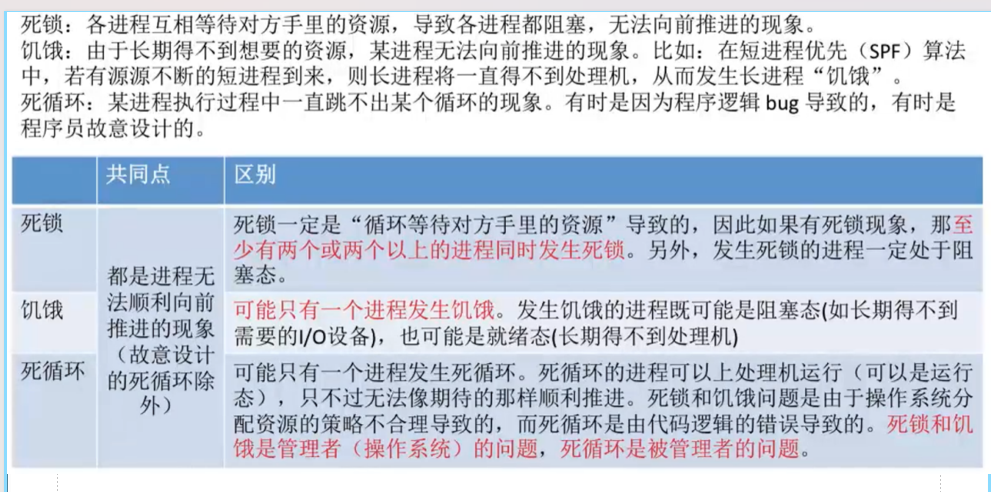 死锁：各进程互相等待对方手里的资源，导致各进程都阻塞，无法向前推进的现象。
饥饿：由于长期得不到想要的资源，某进程无法向前推进的现象。比如：在短进程优先（SPF）算法
中，若有源源不断的短进程到来，则长进程将一直得不到处理机，从而发生长进程“饥饿”。
死循环：某进程执行过程中一直跳不出某个循环的现象。有时是因为程序逻辑 bug 导致的，有时是
程序员故意设计的。
共同点
区别
死锁
都是进程无
法顺利向前
推进的现象
（故意设计
的死循环除
外）
死锁一定是“循环等待对方手里的资源”导致的，因此如果有死锁现象，那至
少有两个或两个以上的进程同时发生死锁。另外，发生死锁的进程一定处于阻
塞态。
饥饿
可能只有一个进程发生饥饿。发生饥饿的进程既可能是阻塞态(如长期得不到
需要的I/O设备)，也可能是就绪态(长期得不到处理机)
死循环
可能只有一个进程发生死循环。死循环的进程可以上处理机运行（可以是运行
态），只不过无法像期待的那样顺利推进。死锁和饥饿问题是由于操作系统分
配资源的策略不合理导致的，而死循环是由代码逻辑的错误导致的。死锁和饥
饿是管理者（操作系统）的问题，死循环是被管理者的问题。